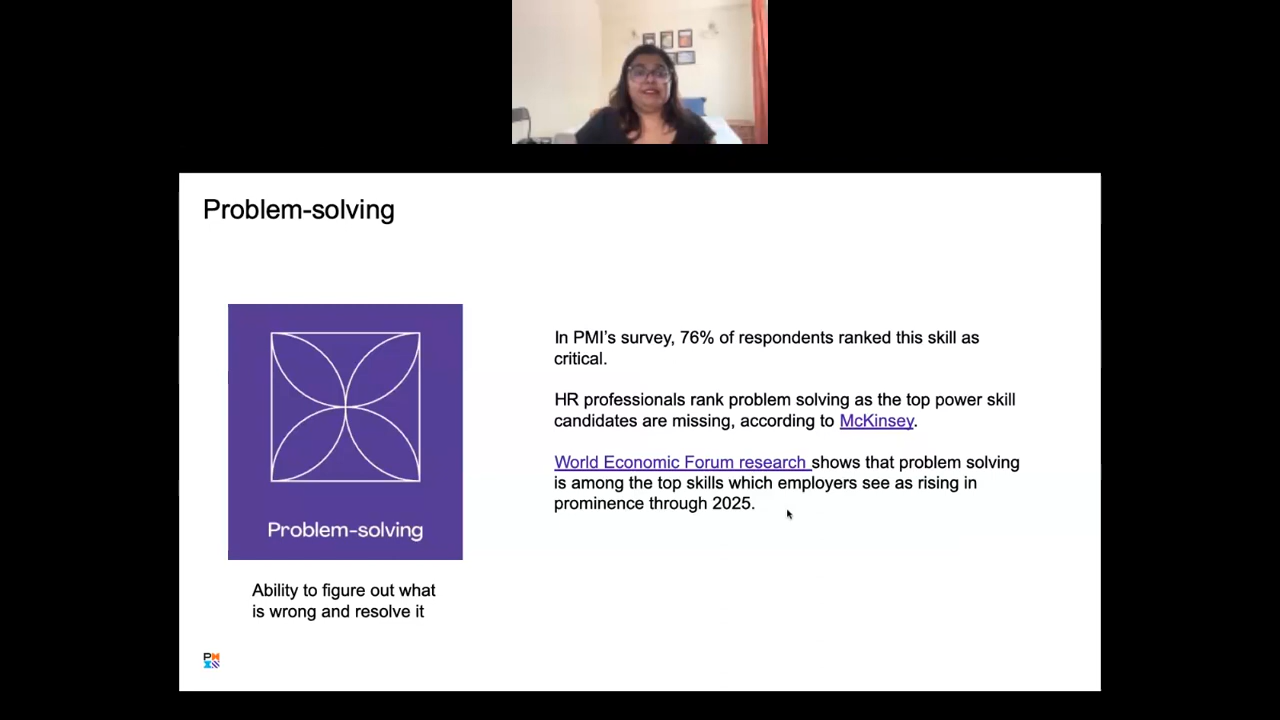 Problem-solving
Problem-solving
Ability to figure out what
is wrong and resolve it
In PMI’s survey, 76% of respondents ranked this skill as
critical.
HR professionals rank problem solving as the top power skill
candidates are missing, according to McKinsey.
World Economic Forum research shows that problem solving
is among the top skills which employers see as rising in
prominence through 2025.